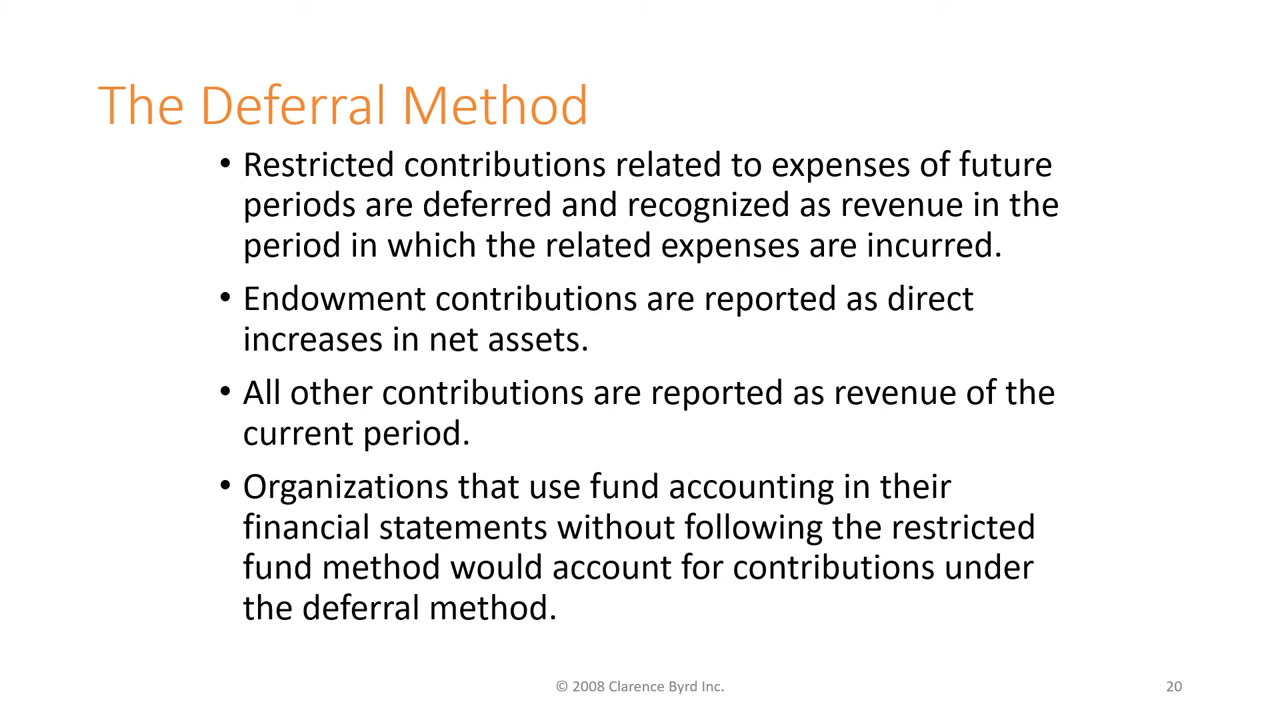 The Deferral Method
• Restricted contributions related to expenses of future
periods are deferred and recognized as revenue in the
period in which the related expenses are incurred.
• Endowment contributions are reported as direct
increases in net assets.
• All other contributions are reported as revenue of the
current period.
• Organizations that use fund accounting in their
financial statements without following the restricted
fund method would account for contributions under
the deferral method.
© 2008 Clarence Byrd Inc.
20